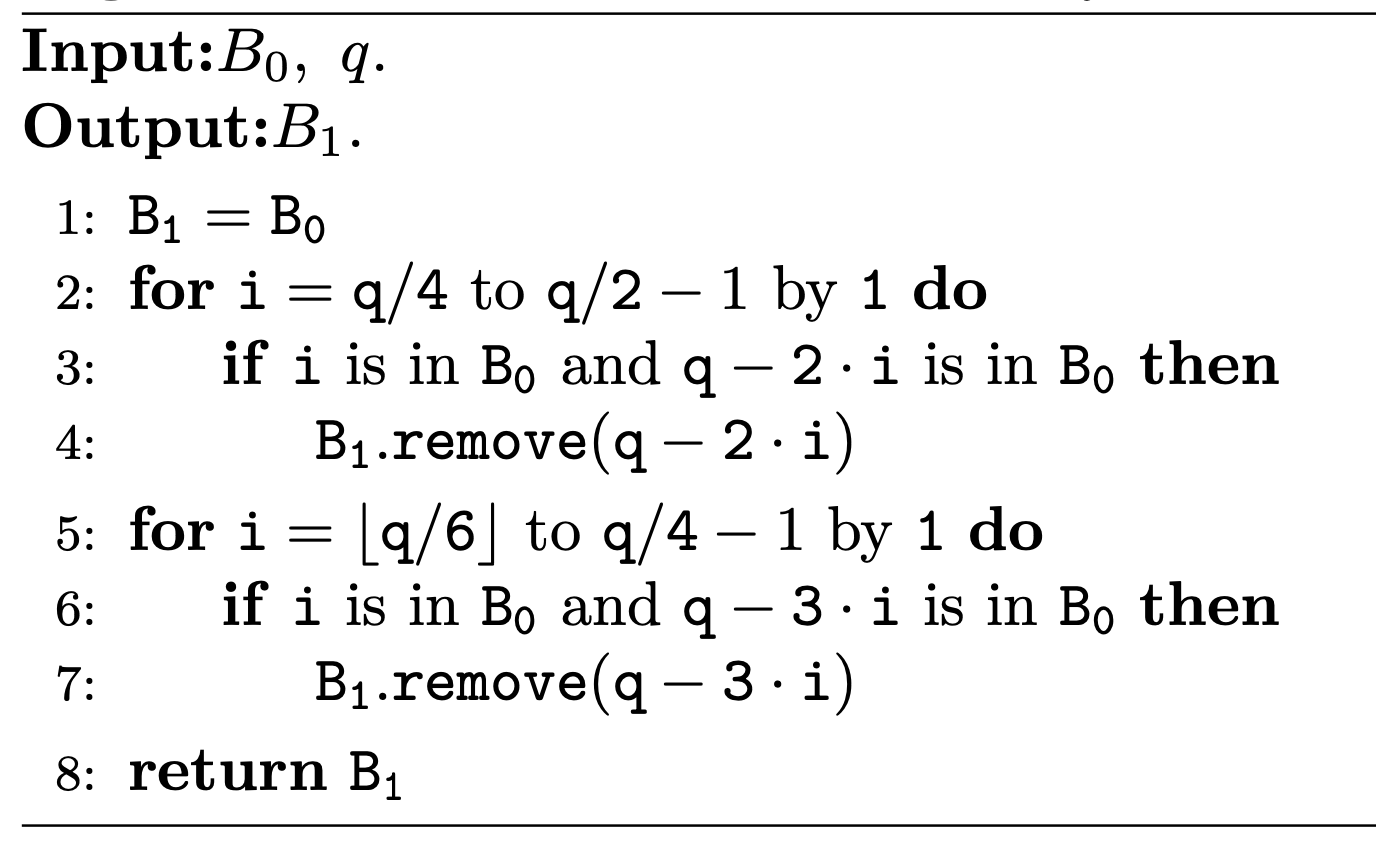 Input:B₀, q.
Output:B₁.
1: B₁ = B₀
2: for i = q/4 to q/2 − 1 by 1 do
3: if i is in B₀ and q − 2 · i is in B₀ then
4: B₁.remove(q − 2 · i)
5: for i = ⌊q/6⌋ to q/4 − 1 by 1 do
6: if i is in B₀ and q − 3 · i is in B₀ then
7: B₁.remove(q − 3 · i)
8: return B₁